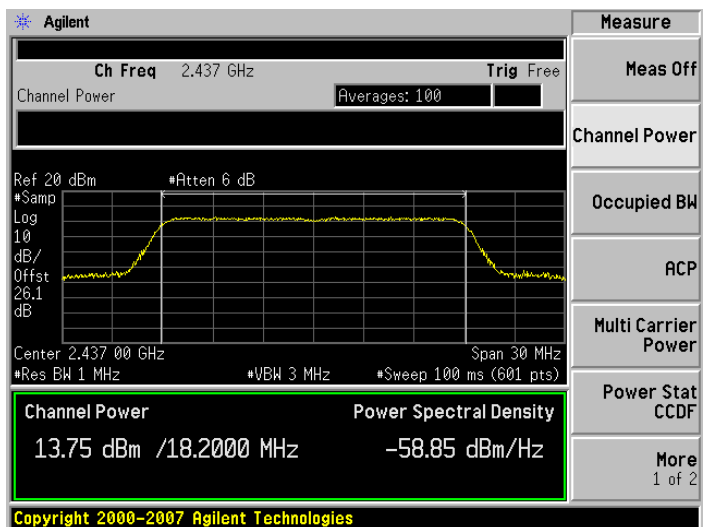 Agilent
Measure
Ch Freq 2.437 GHz Trig Free
Channel Power Averages: 100
Ref 20 dBm #Atten 6 dB
#Samp
Log
10
dB/
Offst
26.1
dB
Center 2.437 00 GHz Span 30 MHz
#Res BW 1 MHz #VBW 3 MHz #Sweep 100 ms (601 pts)
Channel Power Power Spectral Density
13.75 dBm /18.2000 MHz -58.85 dBm/Hz
Copyright 2000-2007 Agilent Technologies
Meas Off
Channel Power
Occupied BW
ACP
Multi Carrier
Power
Power Stat
CCDF
More
1 of 2